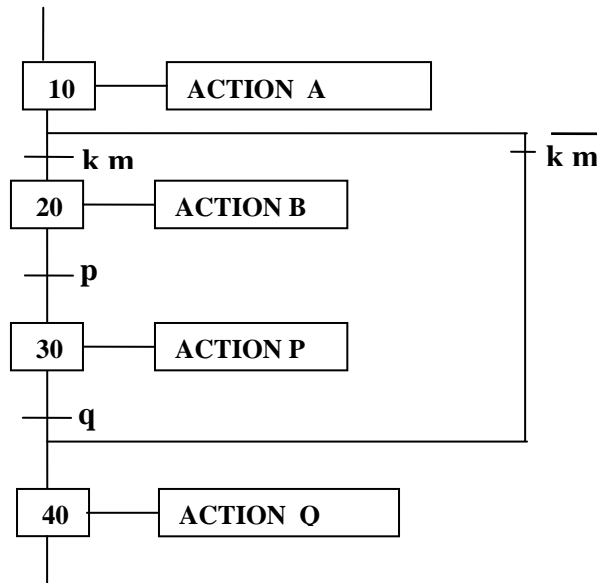 10 ACTION A
k m
k m
20 ACTION B
p
30 ACTION P
q
40 ACTION Q